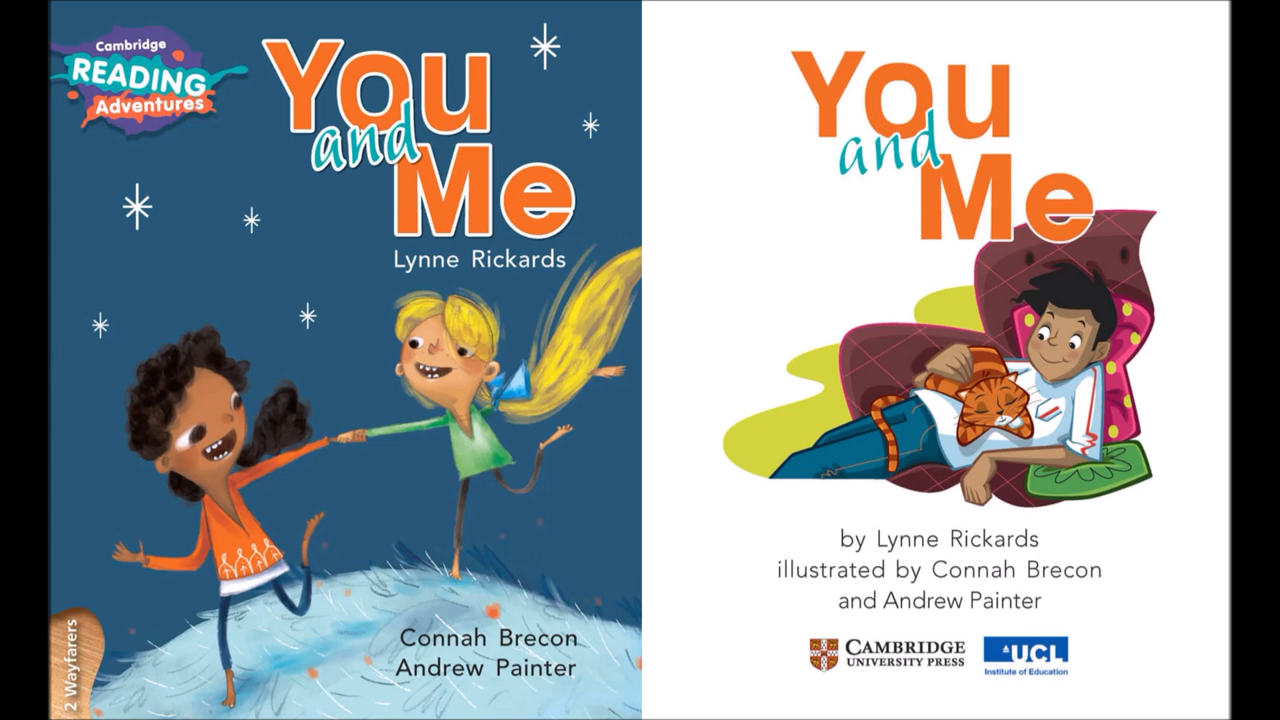 Cambridge
READING
Adventures
You
and
Me
Lynne Rickards
Connah Brecon
Andrew Painter
2 Wayfarers
You
and
Me
by Lynne Rickards
illustrated by Connah Brecon
and Andrew Painter
CAMBRIDGE
UNIVERSITY PRESS
UCL
Institute of Education